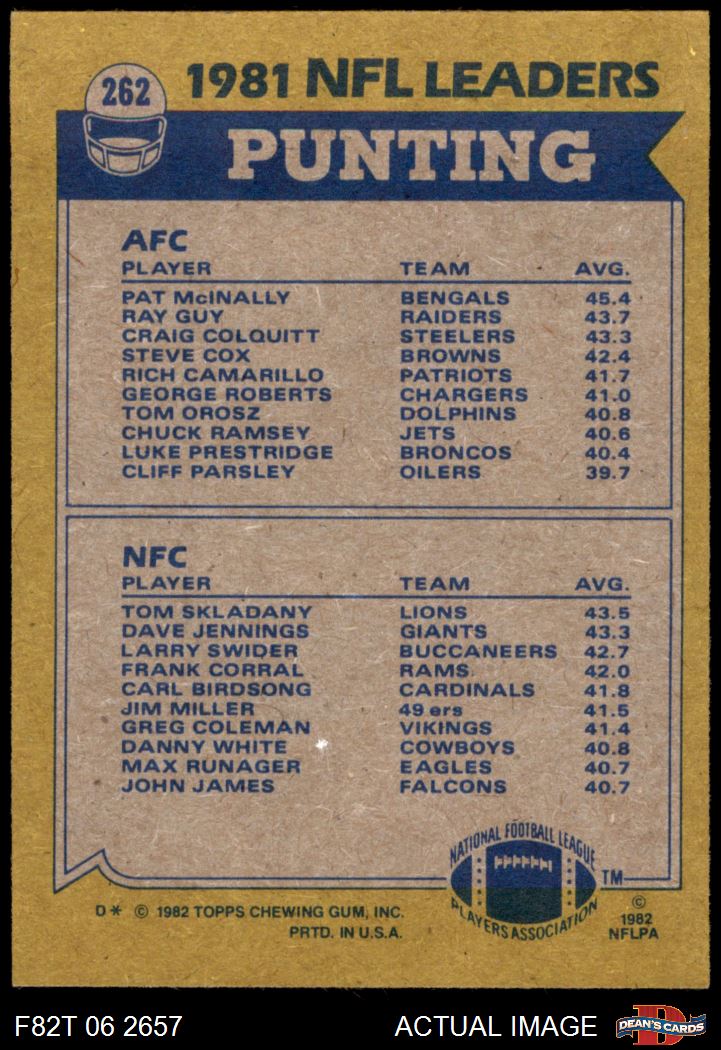 262
1981 NFL LEADERS
PUNTING
AFC
PLAYER TEAM AVG.
PAT McINALLY BENGALS 45.4
RAY GUY RAIDERS 43.7
CRAIG COLQUITT STEELERS 43.3
STEVE COX BROWNS 42.4
RICH CAMARILLO PATRIOTS 41.7
GEORGE ROBERTS CHARGERS 41.0
TOM OROSZ DOLPHINS 40.8
CHUCK RAMSEY JETS 40.6
LUKE PRESTRIDGE BRONCOS 40.4
CLIFF PARSLEY OILERS 39.7
NFC
PLAYER TEAM AVG.
TOM SKLADANY LIONS 43.5
DAVE JENNINGS GIANTS 43.3
LARRY SWIDER BUCCANEERS 42.7
FRANK CORRAL RAMS 42.0
CARL BIRDSONG CARDINALS 41.8
JIM MILLER 49ers 41.5
GREG COLEMAN VIKINGS 41.4
DANNY WHITE COWBOYS 40.8
MAX RUNAGER EAGLES 40.7
JOHN JAMES FALCONS 40.7
NATIONAL FOOTBALL LEAGUE
PLAYERS ASSOCIATION
TM
D* © 1982 TOPPS CHEWING GUM, INC.
PRTD. IN U.S.A.
©
1982
NFLPA
F82T 06 2657 ACTUAL IMAGE
D
DEAN'S CARDS